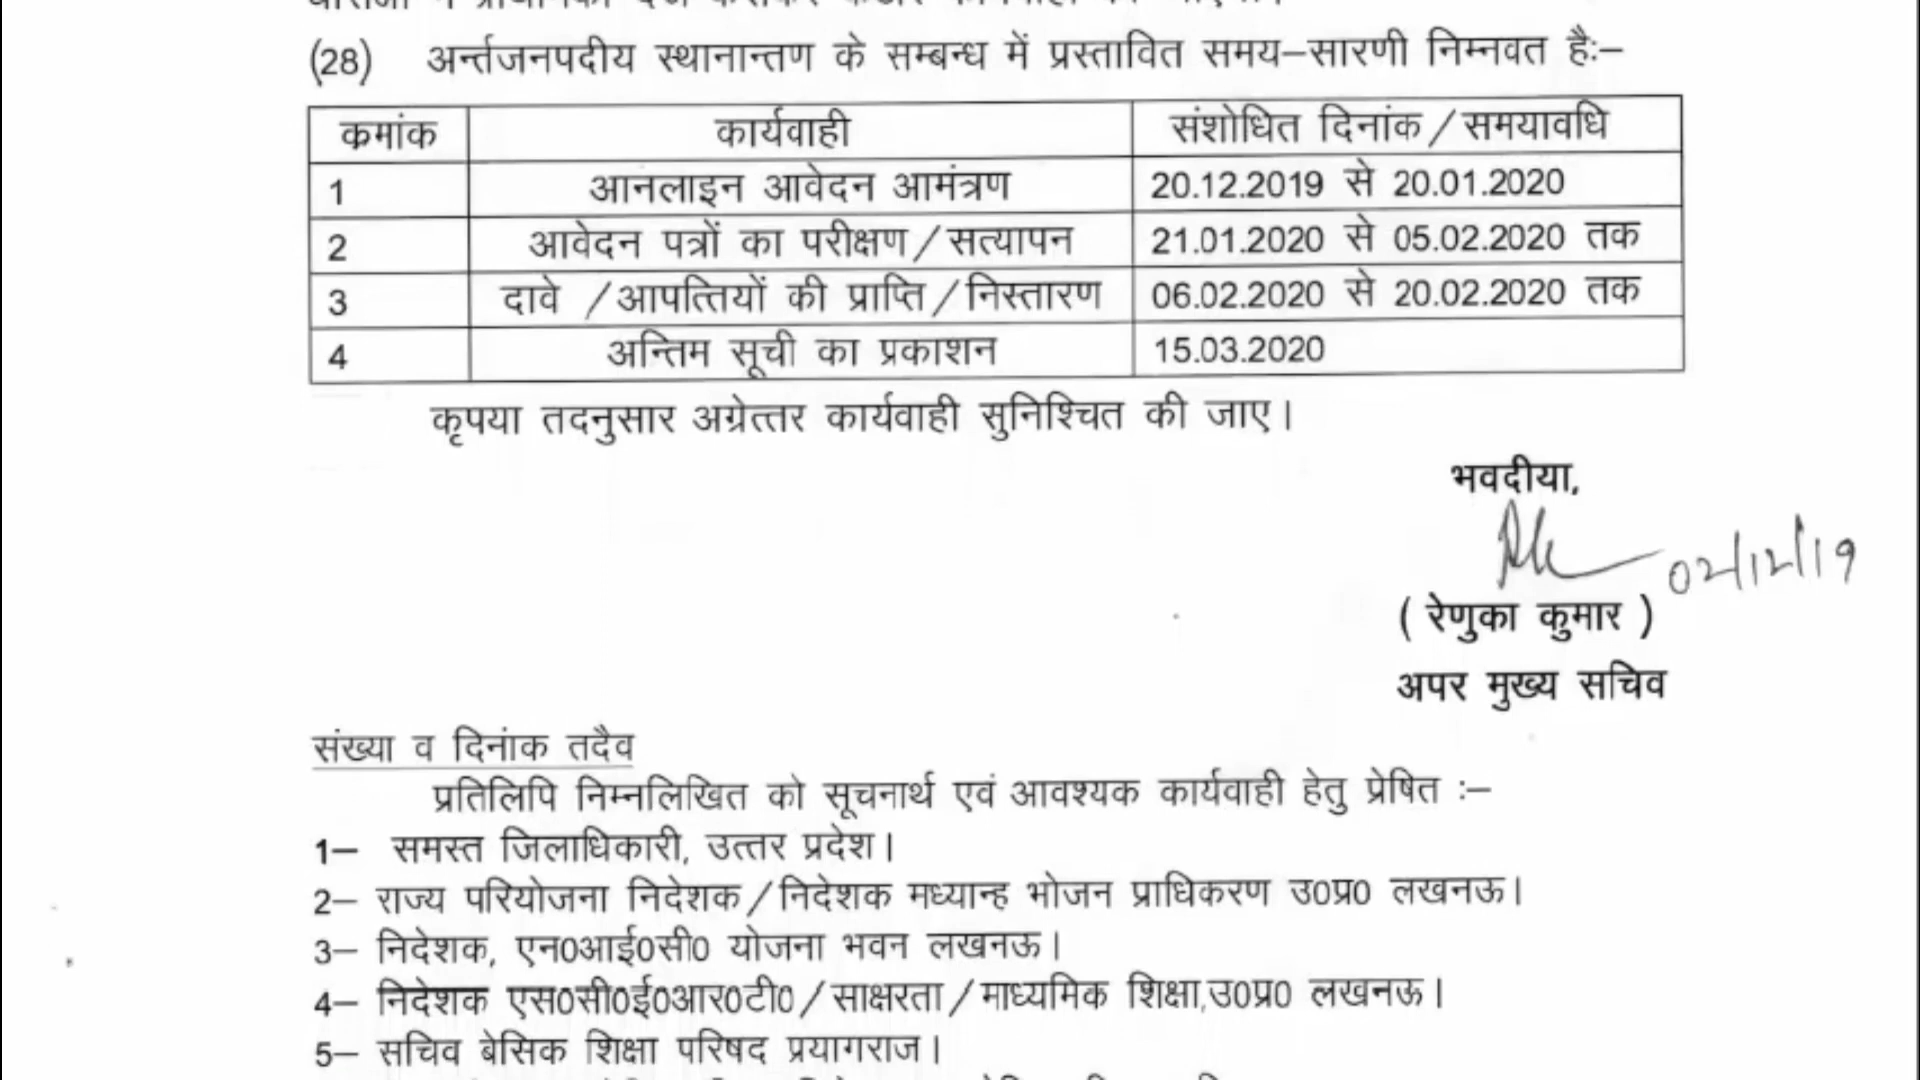 (28) अर्न्तजनपदीय स्थानान्तण के सम्बन्ध में प्रस्तावित समय–सारणी निम्नवत है:–
कमांक कार्यवाही संशोधित दिनांक/समयावधि
1 आनलाइन आवेदन आमंत्रण 20.12.2019 से 20.01.2020
2 आवेदन पत्रों का परीक्षण/सत्यापन 21.01.2020 से 05.02.2020 तक
3 दावे /आपत्तियों की प्राप्ति/निस्तारण 06.02.2020 से 20.02.2020 तक
4 अन्तिम सूची का प्रकाशन 15.03.2020
कृपया तदनुसार अग्रेत्तर कार्यवाही सुनिश्चित की जाए।
भवदीया,
02/12/19
( रेणुका कुमार )
अपर मुख्य सचिव
संख्या व दिनांक तदैव
प्रतिलिपि निम्नलिखित को सूचनार्थ एवं आवश्यक कार्यवाही हेतु प्रेषित :–
1– समस्त जिलाधिकारी, उत्तर प्रदेश।
2– राज्य परियोजना निदेशक/निदेशक मध्यान्ह भोजन प्राधिकरण उ0प्र0 लखनऊ।
3– निदेशक, एन0आई0सी0 योजना भवन लखनऊ।
4– निदेशक एस0सी0ई0आर0टी0/साक्षरता/माध्यमिक शिक्षा,उ0प्र0 लखनऊ।
5– सचिव बेसिक शिक्षा परिषद प्रयागराज।